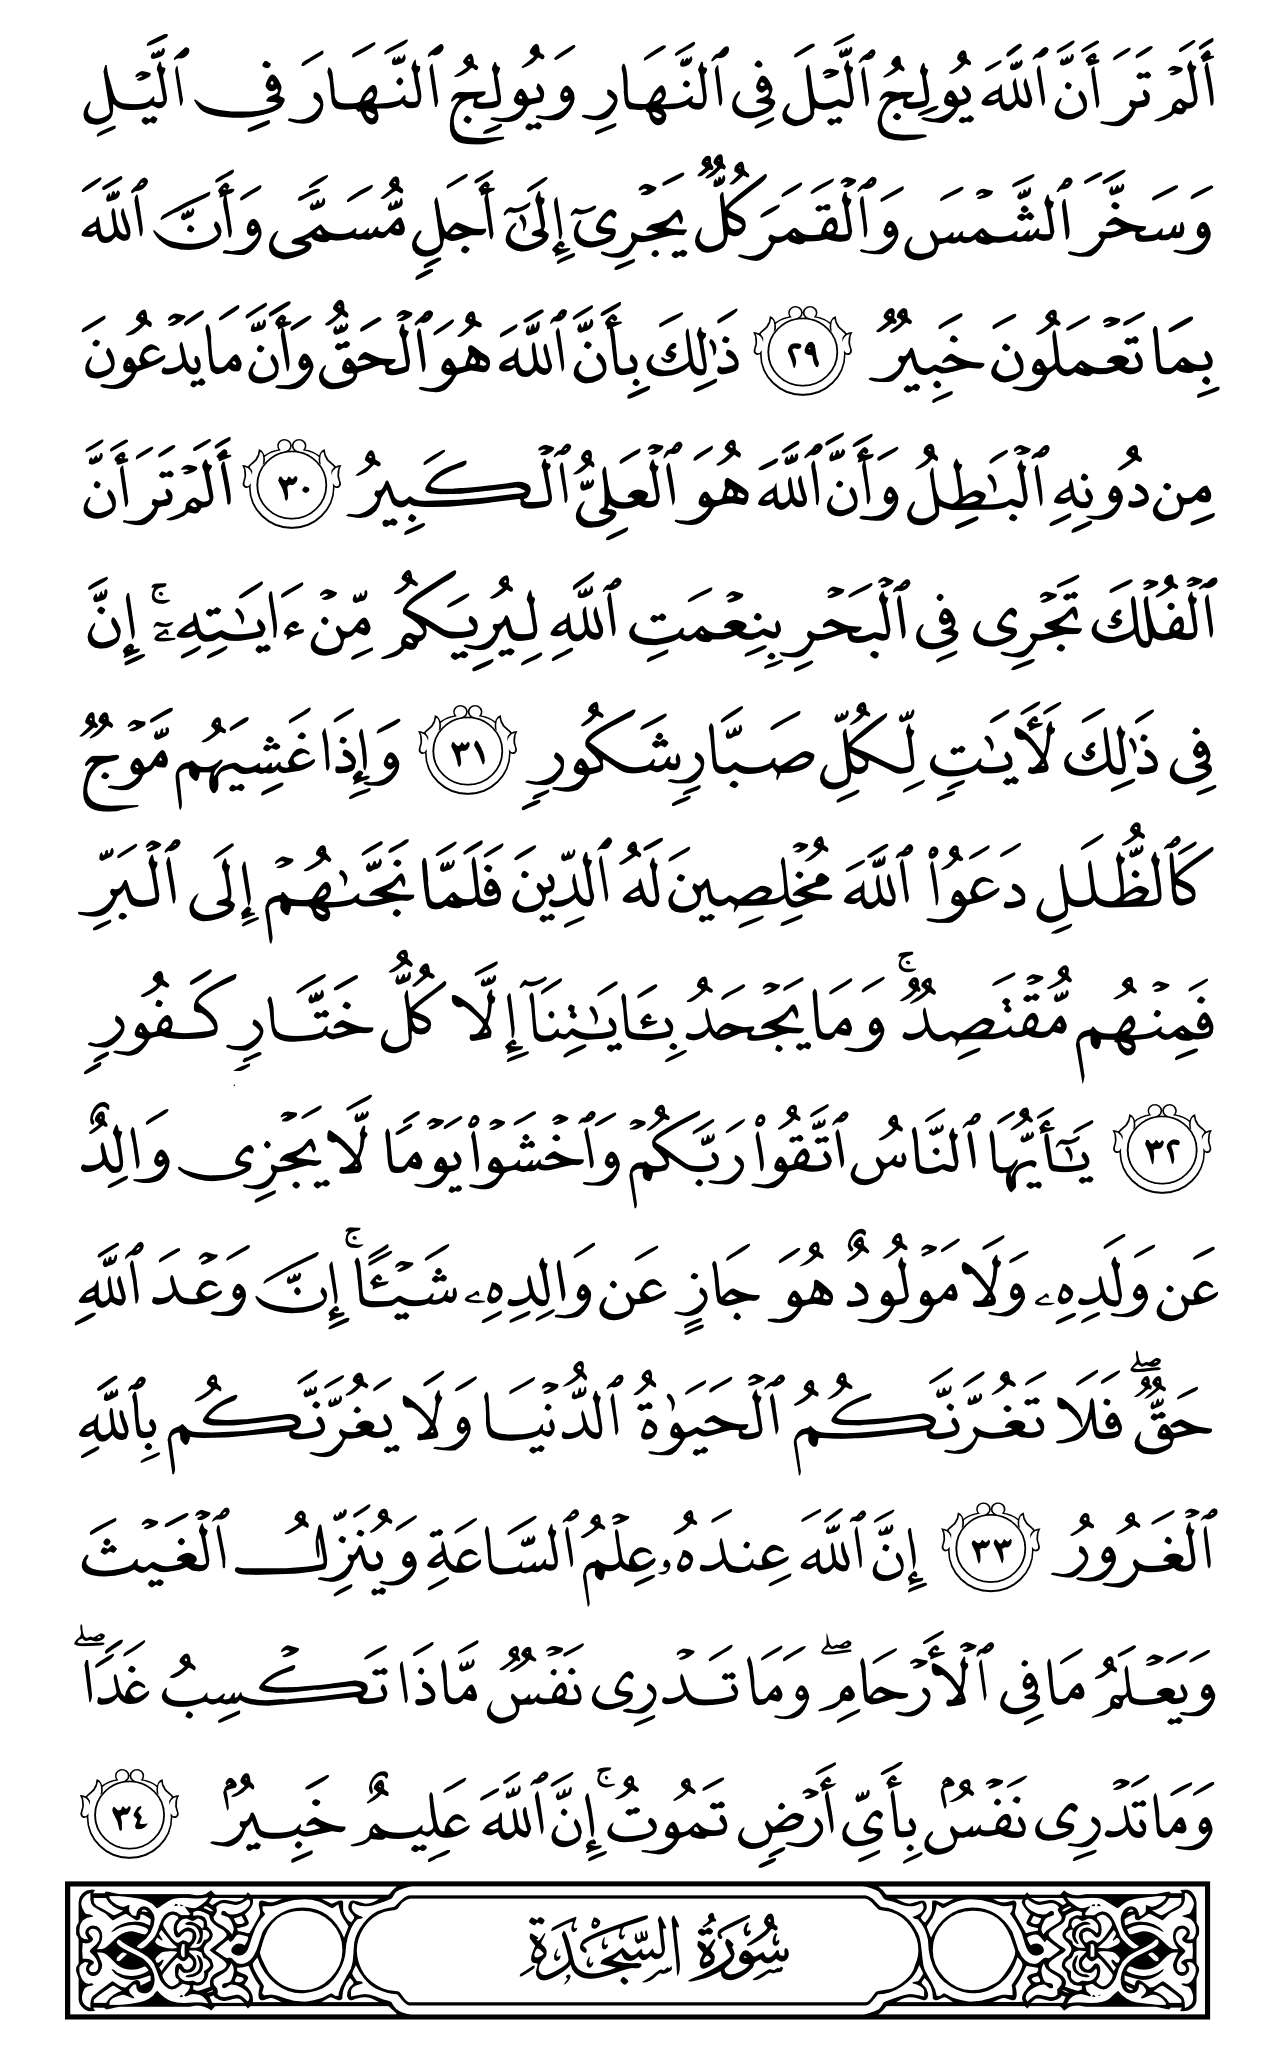 أَلَمۡ تَرَ أَنَّ ٱللَّهَ يُولِجُ ٱلَّيۡلَ فِي ٱلنَّهَارِ وَيُولِجُ ٱلنَّهَارَ فِي ٱلَّيۡلِ
وَسَخَّرَ ٱلشَّمۡسَ وَٱلۡقَمَرَ كُلّٞ يَجۡرِيٓ إِلَىٰٓ أَجَلٖ مُّسَمّٗى وَأَنَّ ٱللَّهَ
بِمَا تَعۡمَلُونَ خَبِيرٞ ٢٩ ذَٰلِكَ بِأَنَّ ٱللَّهَ هُوَ ٱلۡحَقُّ وَأَنَّ مَا يَدۡعُونَ
مِن دُونِهِ ٱلۡبَٰطِلُ وَأَنَّ ٱللَّهَ هُوَ ٱلۡعَلِيُّ ٱلۡكَبِيرُ ٣٠ أَلَمۡ تَرَ أَنَّ
ٱلۡفُلۡكَ تَجۡرِي فِي ٱلۡبَحۡرِ بِنِعۡمَتِ ٱللَّهِ لِيُرِيَكُم مِّنۡ ءَايَٰتِهِۦٓۚ إِنَّ
فِي ذَٰلِكَ لَأٓيَٰتٖ لِّكُلِّ صَبَّارٖ شَكُورٖ ٣١ وَإِذَا غَشِيَهُم مَّوۡجٞ
كَٱلظُّلَلِ دَعَوُاْ ٱللَّهَ مُخۡلِصِينَ لَهُ ٱلدِّينَ فَلَمَّا نَجَّىٰهُمۡ إِلَى ٱلۡبَرِّ
فَمِنۡهُم مُّقۡتَصِدٞۚ وَمَا يَجۡحَدُ بِـَٔايَٰتِنَآ إِلَّا كُلُّ خَتَّارٖ كَفُورٖ
٣٢ يَٰٓأَيُّهَا ٱلنَّاسُ ٱتَّقُواْ رَبَّكُمۡ وَٱخۡشَوۡاْ يَوۡمٗا لَّا يَجۡزِي وَالِدٌ
عَن وَلَدِهِۦ وَلَا مَوۡلُودٌ هُوَ جَازٍ عَن وَالِدِهِۦ شَيۡـًٔاۚ إِنَّ وَعۡدَ ٱللَّهِ
حَقّٞۖ فَلَا تَغُرَّنَّكُمُ ٱلۡحَيَوٰةُ ٱلدُّنۡيَا وَلَا يَغُرَّنَّكُم بِٱللَّهِ
ٱلۡغَرُورُ ٣٣ إِنَّ ٱللَّهَ عِندَهُۥ عِلۡمُ ٱلسَّاعَةِ وَيُنَزِّلُ ٱلۡغَيۡثَ
وَيَعۡلَمُ مَا فِي ٱلۡأَرۡحَامِۖ وَمَا تَدۡرِي نَفۡسٞ مَّاذَا تَكۡسِبُ غَدٗاۖ
وَمَا تَدۡرِي نَفۡسُۢ بِأَيِّ أَرۡضٖ تَمُوتُۚ إِنَّ ٱللَّهَ عَلِيمٌ خَبِيرُۢ ٣٤
سُورَةُ السَّجْدَةِ